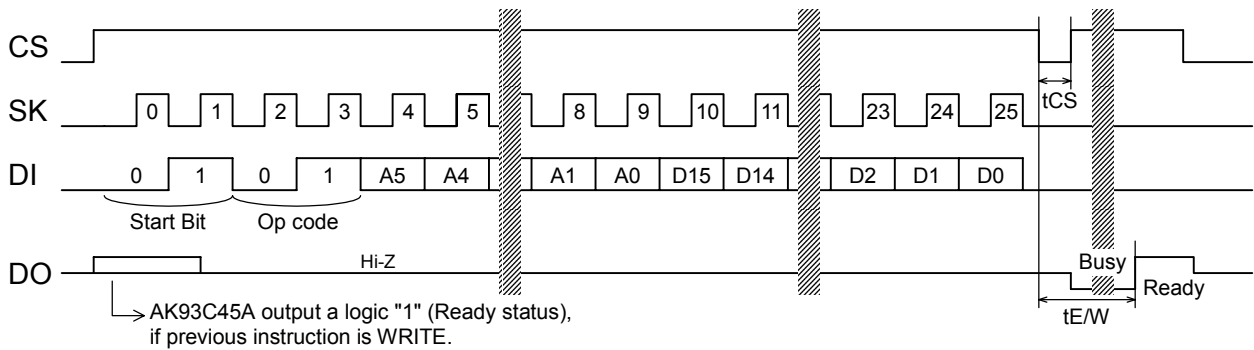 CS
tCS
SK 0 1 2 3 4 5 8 9 10 11 23 24 25
DI 0 1 0 1 A5 A4 A1 A0 D15 D14 D2 D1 D0
Start Bit Op code
DO Hi-Z Busy Ready
tE/W
AK93C45A output a logic "1" (Ready status),
if previous instruction is WRITE.